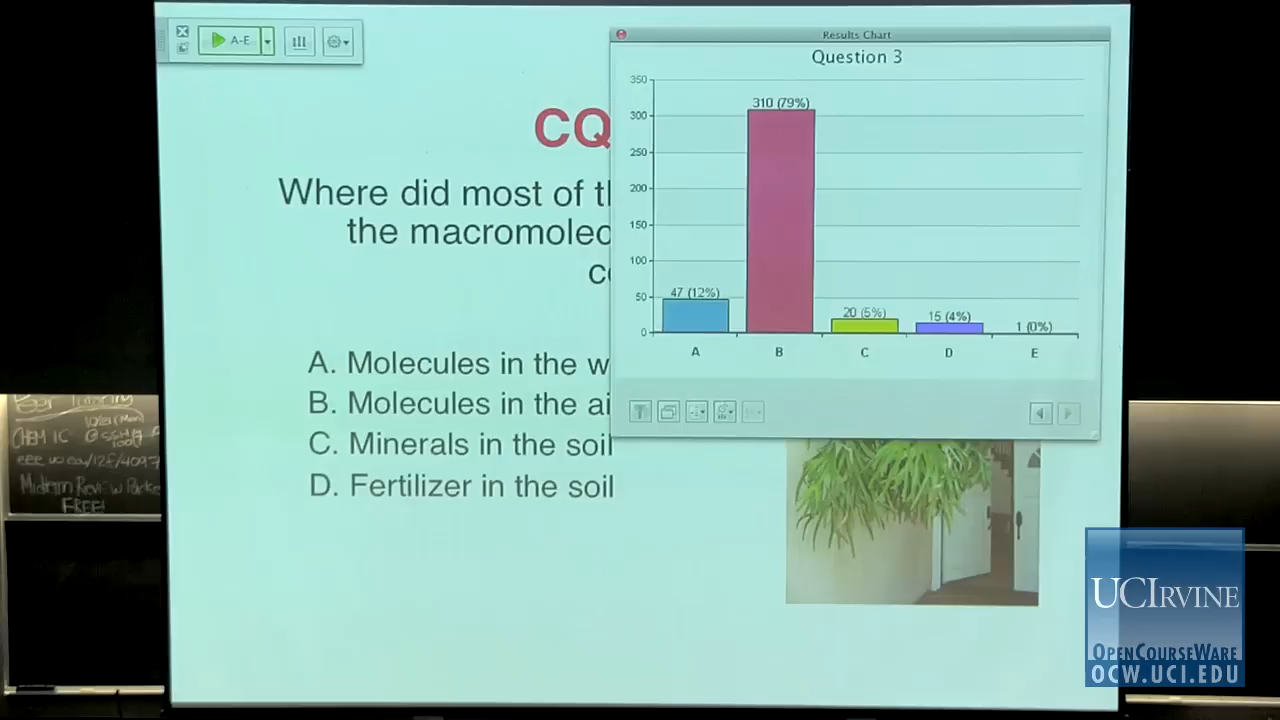 A-E
CQ
Where did most of
the macromolec
A. Molecules in the w
B. Molecules in the ai
C. Minerals in the soil
D. Fertilizer in the soil
Results Chart
Question 3
350
300
250
200
150
100
50
0
47 (12%)
310 (79%)
20 (5%)
15 (4%)
1 (0%)
A
B
C
D
E
CHEM 1C
Midterm Review Packe
FREE!
UCIRVINE
OPENCOURSEWARE
OCW.UCI.EDU